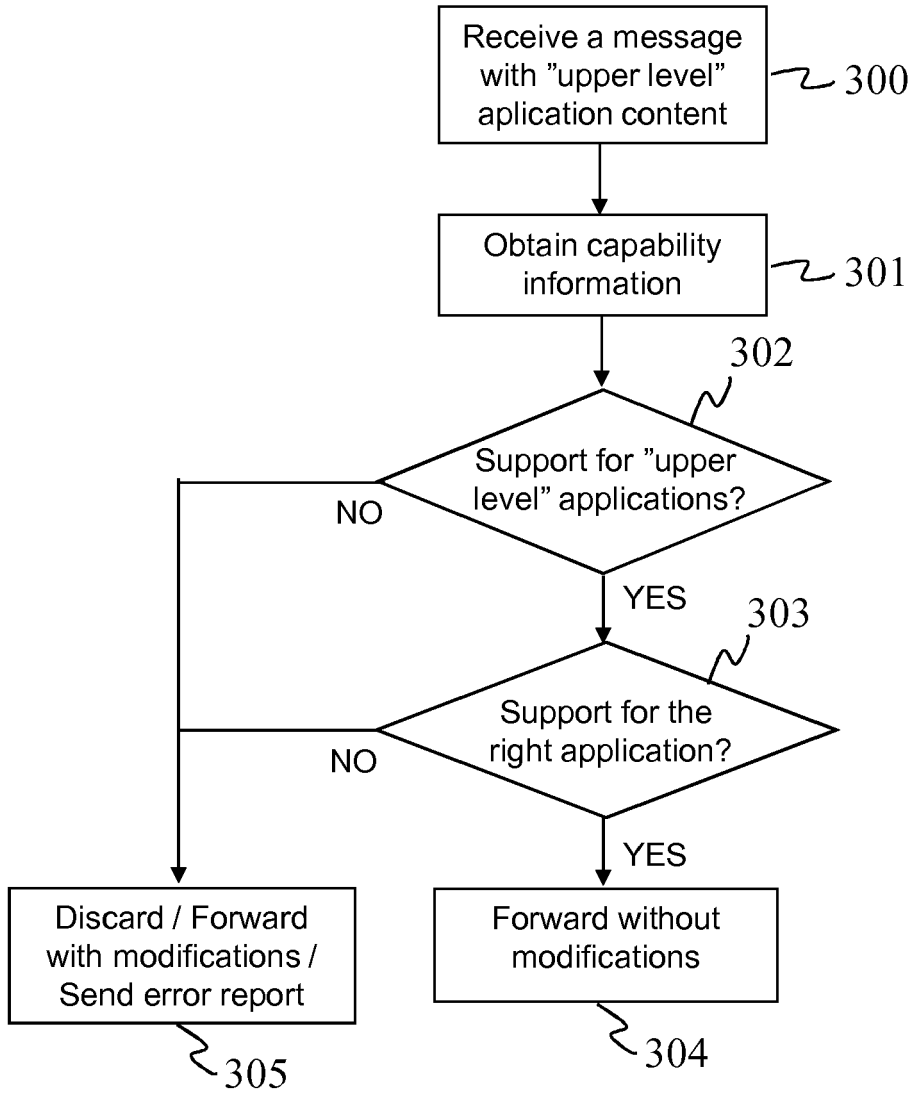 Receive a message
with ”upper level”
aplication content
300
Obtain capability
information
301
302
Support for ”upper
level” applications?
NO
YES
303
Support for the
right application?
NO
YES
Discard / Forward
with modifications /
Send error report
305
Forward without
modifications
304